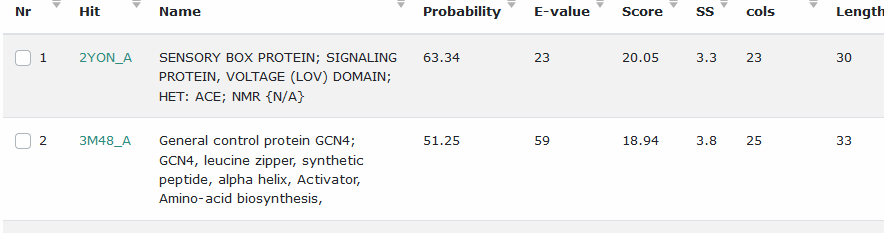 Nr Hit Name Probability E-value Score SS cols Length
1 2YON_A SENSORY BOX PROTEIN; SIGNALING 63.34 23 20.05 3.3 23 30
PROTEIN, VOLTAGE (LOV) DOMAIN;
HET: ACE; NMR {N/A}
2 3M48_A General control protein GCN4; 51.25 59 18.94 3.8 25 33
GCN4, leucine zipper, synthetic
peptide, alpha helix, Activator,
Amino-acid biosynthesis,